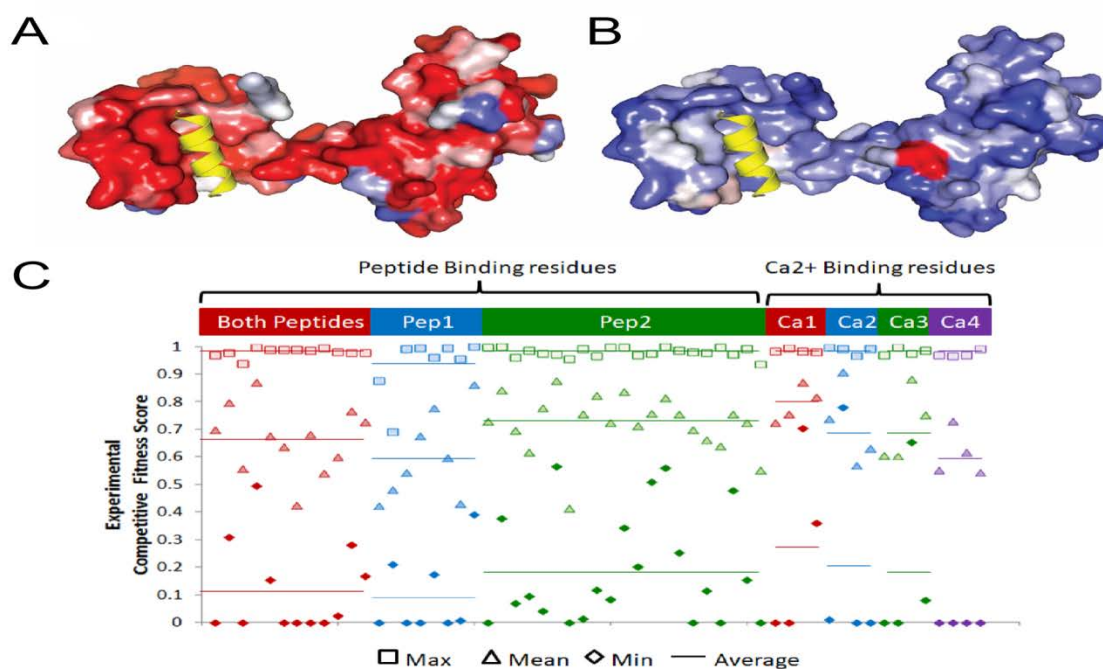 A
B
C
Peptide Binding residues
Ca2+ Binding residues
Both Peptides Pep1 Pep2 Ca1 Ca2 Ca3 Ca4
Experimental
Competitive Fitness Score
1
0.9
0.8
0.7
0.6
0.5
0.4
0.3
0.2
0.1
0
Max Mean Min Average